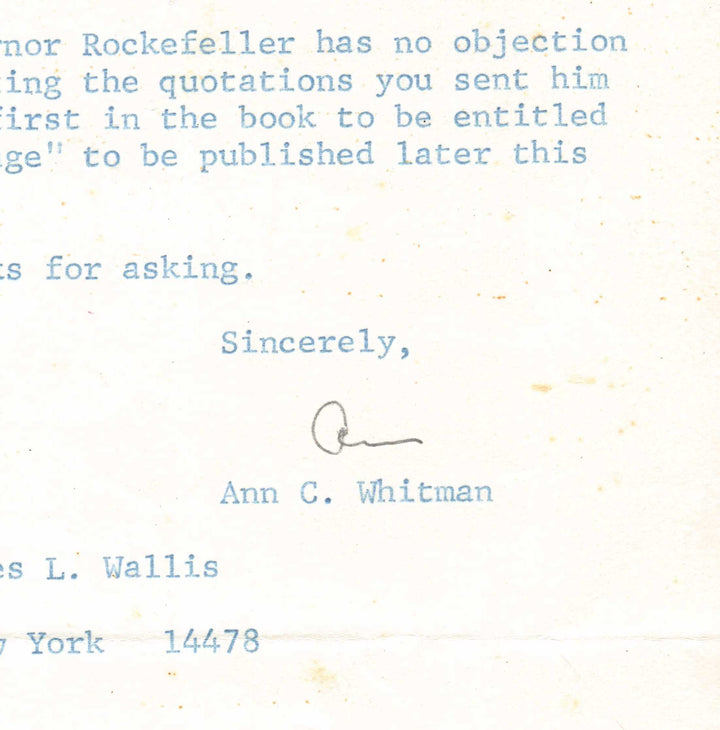 rnor Rockefeller has no objection
ing the quotations you sent him
first in the book to be entitled
ge" to be published later this
s for asking.
Sincerely,
Ann
Ann C. Whitman
es L. Wallis
York 14478